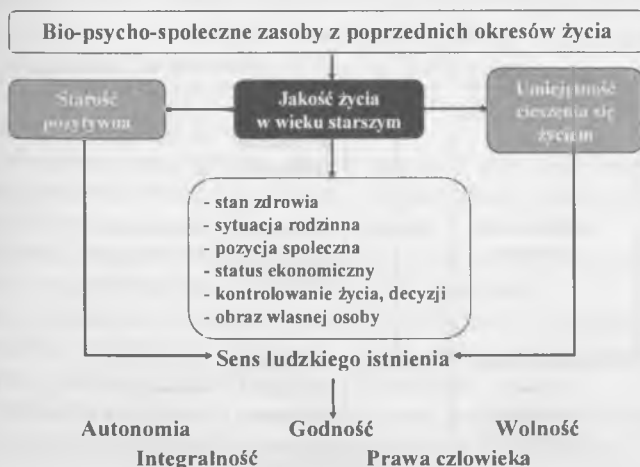 Bio-psycho-społeczne zasoby z poprzednich okresów życia
Starość
pozytywna
Jakość życia
w wieku starszym
Umiejętność
cieszenia się
życiem
- stan zdrowia
- sytuacja rodzinna
- pozycja społeczna
- status ekonomiczny
- kontrolowanie życia, decyzji
- obraz własnej osoby
Sens ludzkiego istnienia
Autonomia Godność Wolność
Integralność Prawa człowieka